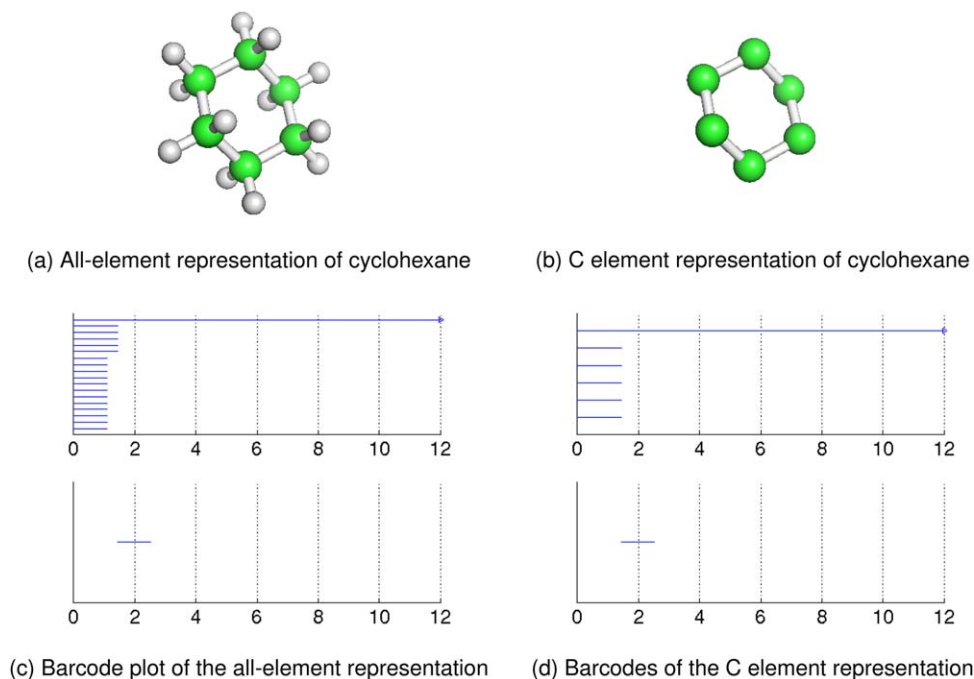 (a) All-element representation of cyclohexane
(b) C element representation of cyclohexane
0 2 4 6 8 10 12
0 2 4 6 8 10 12
0 2 4 6 8 10 12
0 2 4 6 8 10 12
(c) Barcode plot of the all-element representation
(d) Barcodes of the C element representation